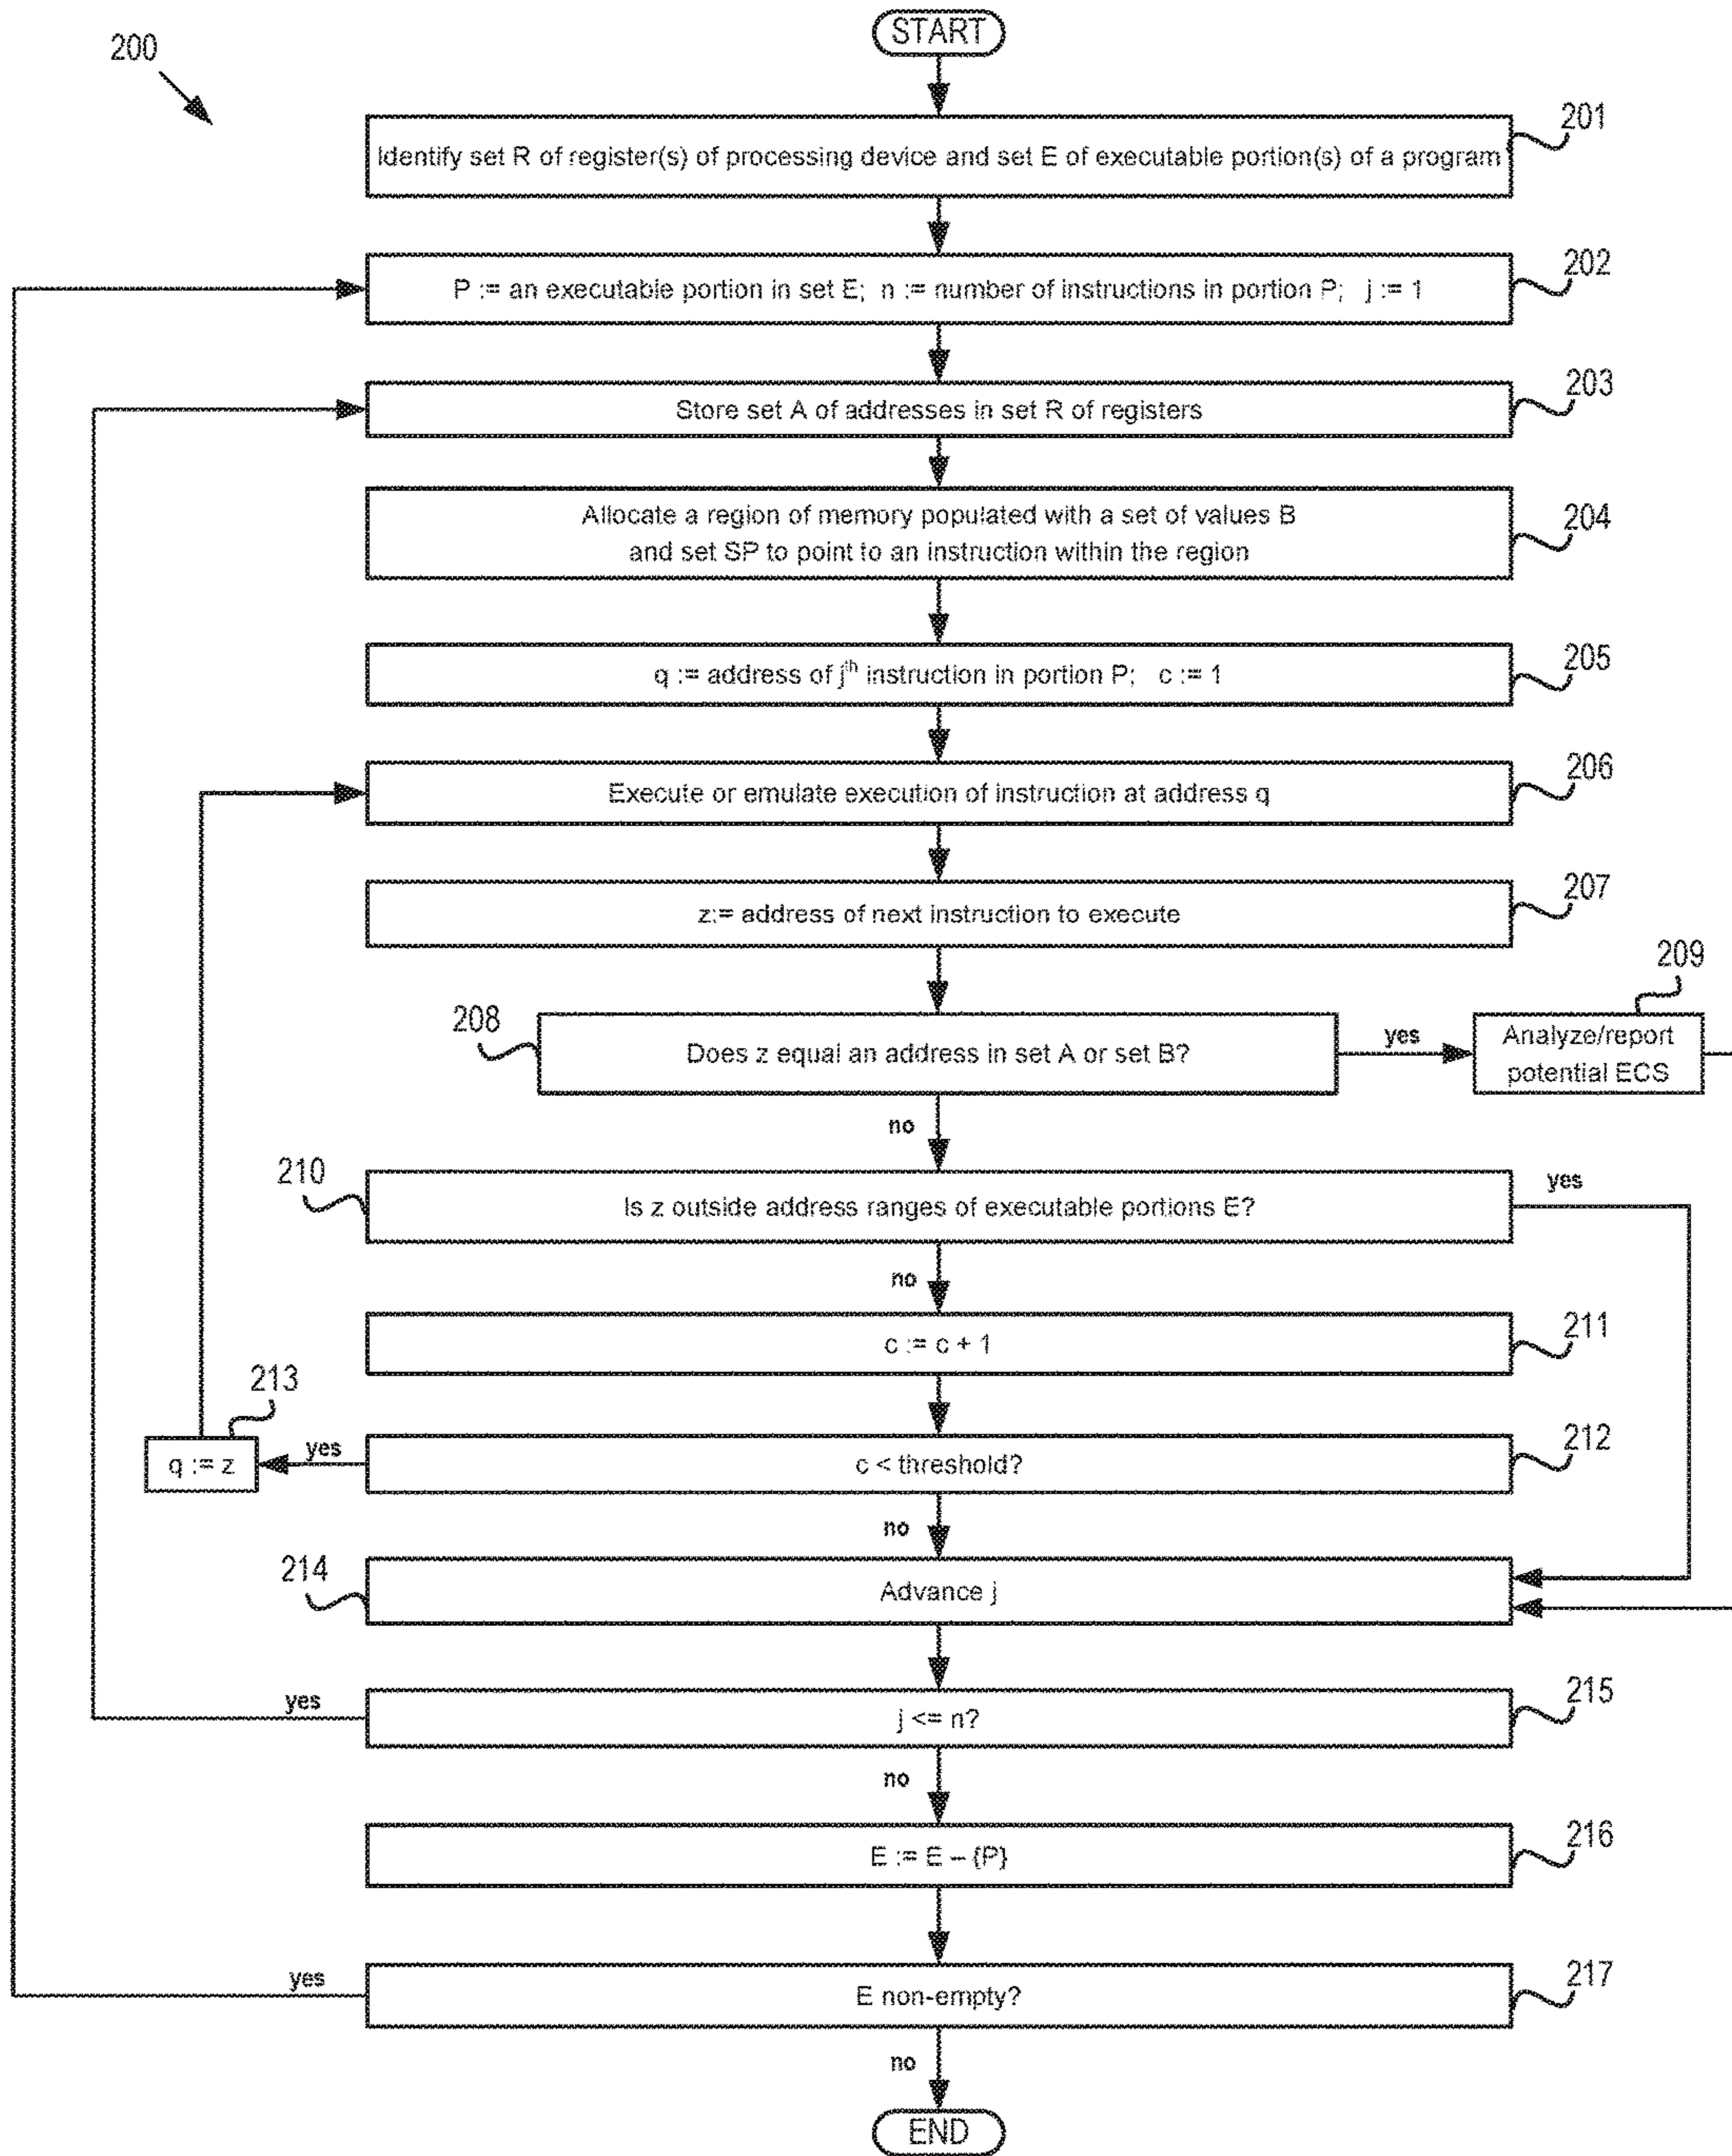 START
200
201
Identify set R of register(s) of processing device and set E of executable portion(s) of a program
202
P := an executable portion in set E; n := number of instructions in portion P; j := 1
203
Store set A of addresses in set R of registers
204
Allocate a region of memory populated with a set of values B
and set SP to point to an instruction within the region
205
q := address of jth instruction in portion P; c := 1
206
Execute or emulate execution of instruction at address q
207
z:= address of next instruction to execute
209
208
Does z equal an address in set A or set B?
yes
Analyze/report
potential ECS
no
210
Is z outside address ranges of executable portions E?
yes
no
211
c := c + 1
213
212
q := z
yes
c < threshold?
no
214
Advance j
215
yes
j <= n?
no
216
E := E – {P}
217
yes
E non-empty?
no
END